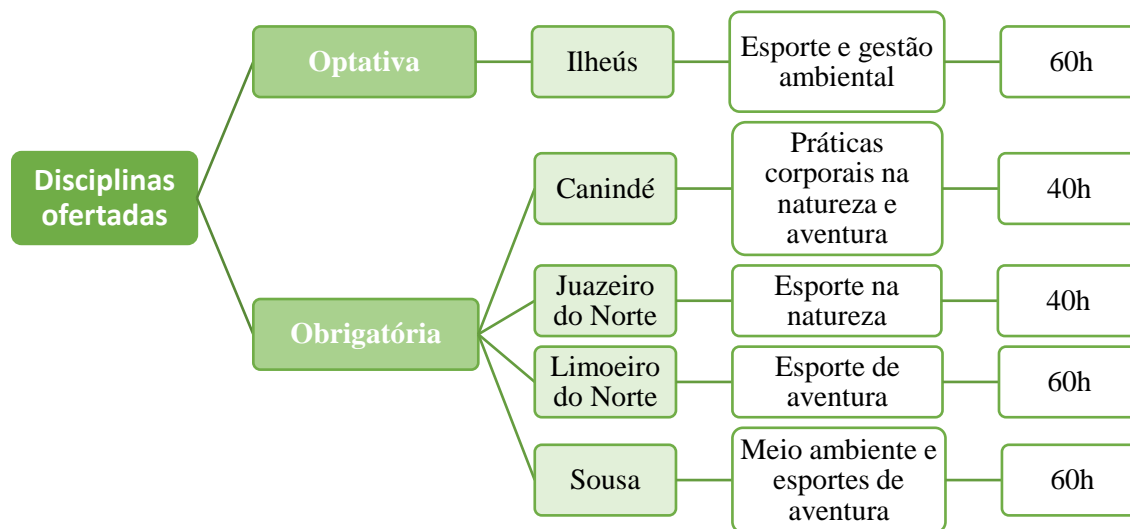 Disciplinas
ofertadas
Optativa
Ilheús
Esporte e gestão
ambiental
60h
Obrigatória
Canindé
Práticas
corporais na
natureza e
aventura
40h
Juazeiro
do Norte
Esporte na
natureza
40h
Limoeiro
do Norte
Esporte de
aventura
60h
Sousa
Meio ambiente e
esportes de
aventura
60h